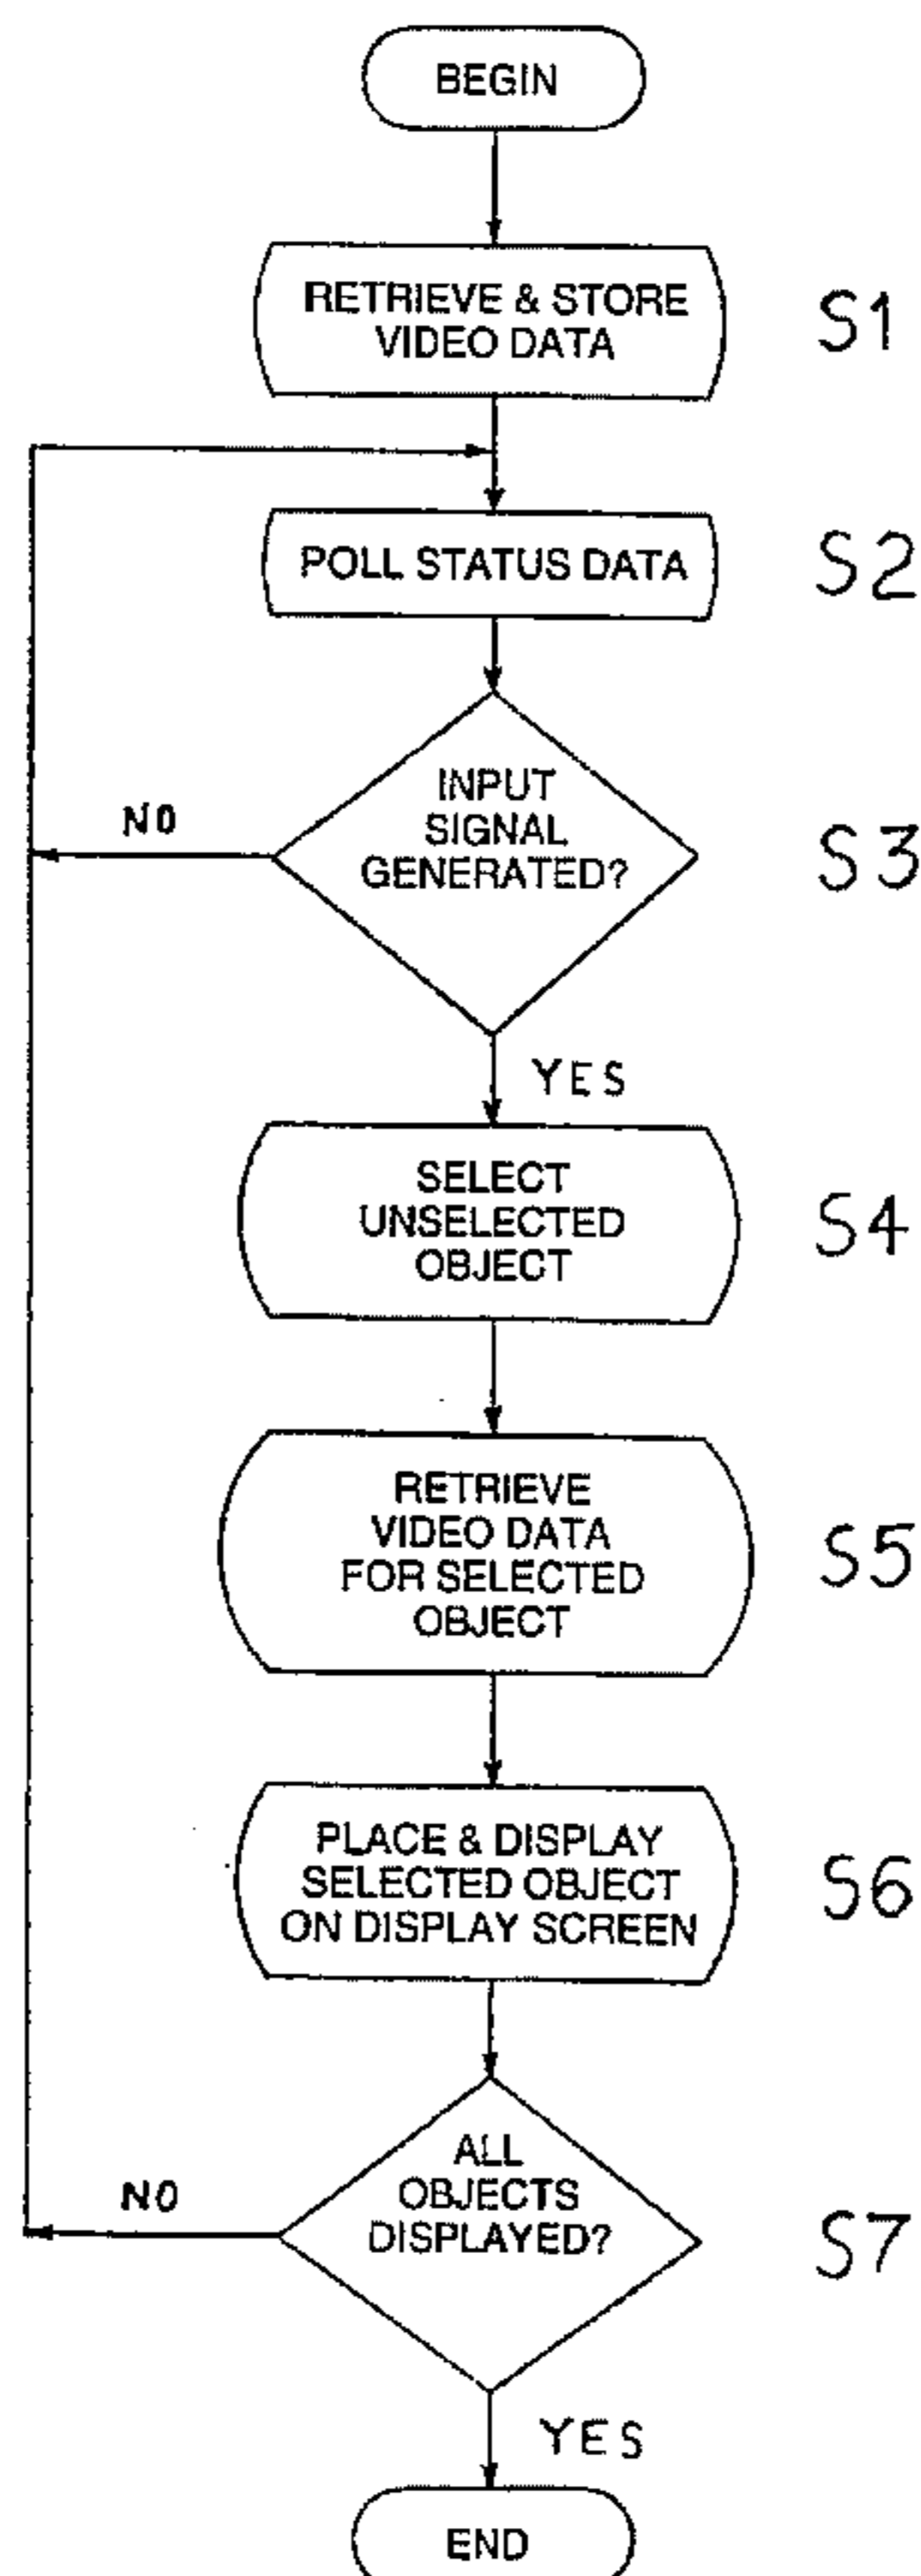 BEGIN
RETRIEVE & STORE
VIDEO DATA
S1
POLL STATUS DATA
S2
INPUT
SIGNAL
GENERATED?
S3
NO
YES
SELECT
UNSELECTED
OBJECT
S4
RETRIEVE
VIDEO DATA
FOR SELECTED
OBJECT
S5
PLACE & DISPLAY
SELECTED OBJECT
ON DISPLAY SCREEN
S6
ALL
OBJECTS
DISPLAYED?
S7
NO
YES
END